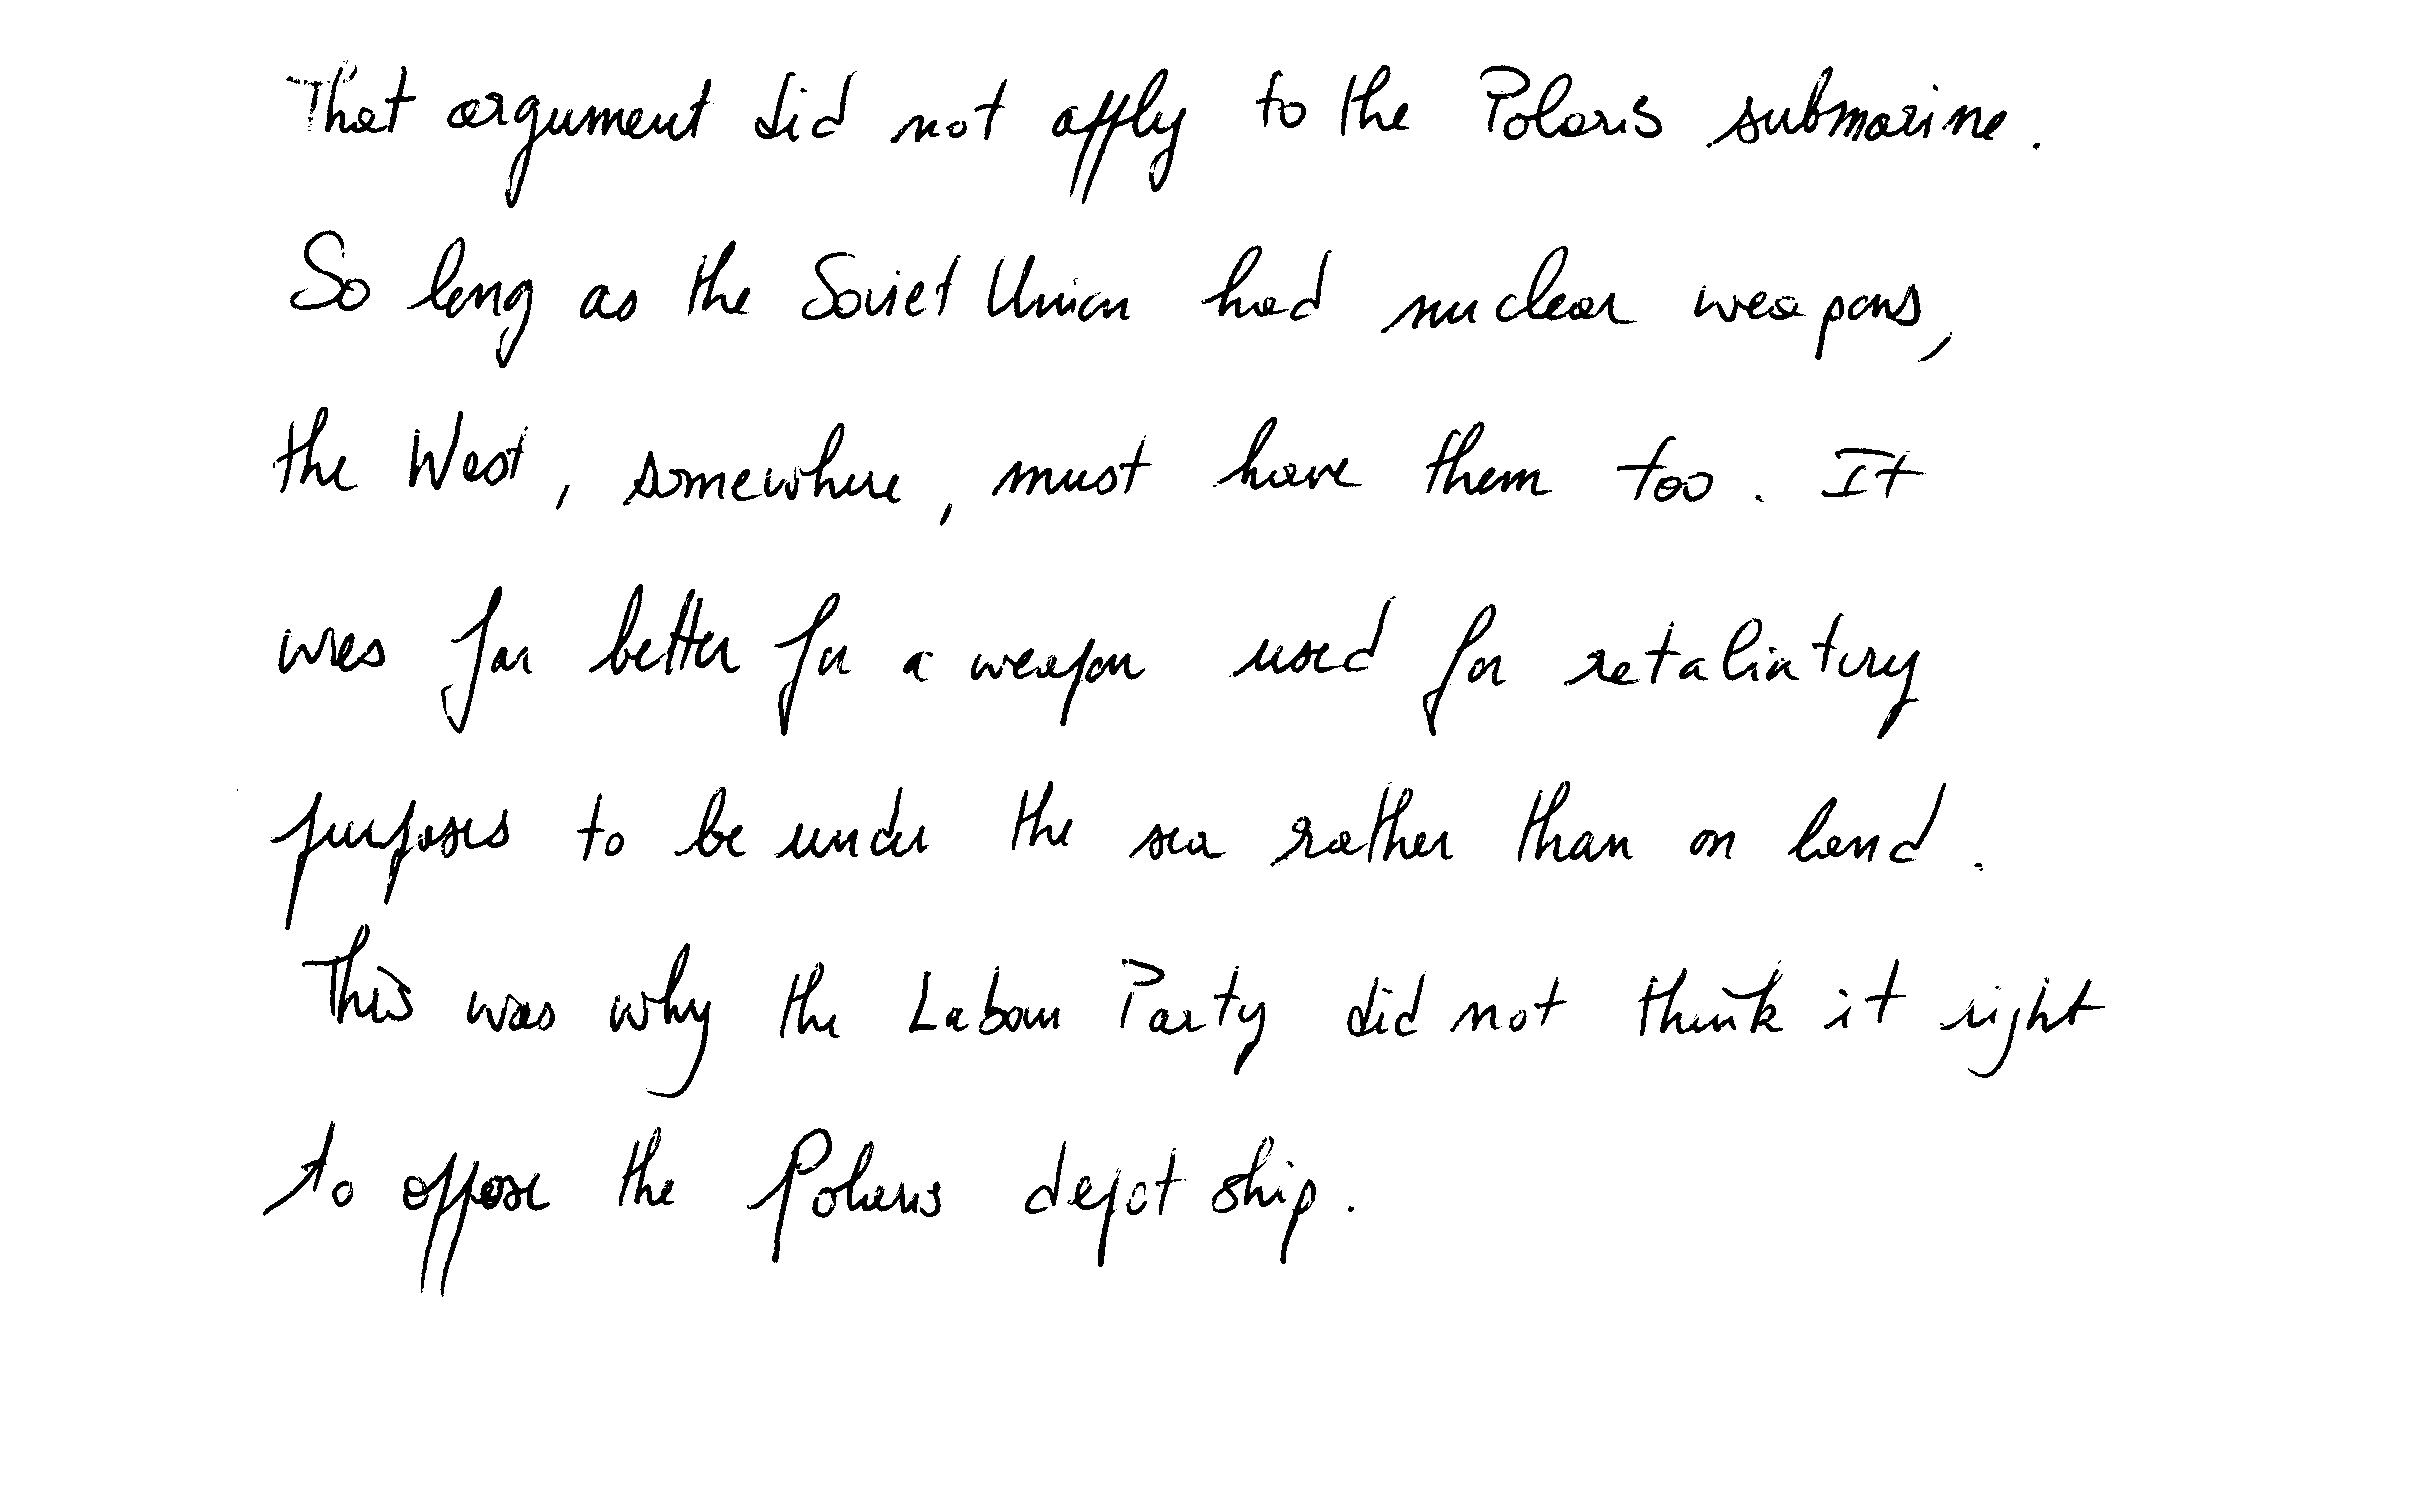 That argument did not apply to the Polaris submarine.
So long as the Soviet Union had nuclear weapons,
the West, somewhere, must have them too. It
was far better for a weapon used for retaliatory
purposes to be under the sea rather than on land.
This was why the Labour Party did not think it right
to oppose the Polaris depot ship.